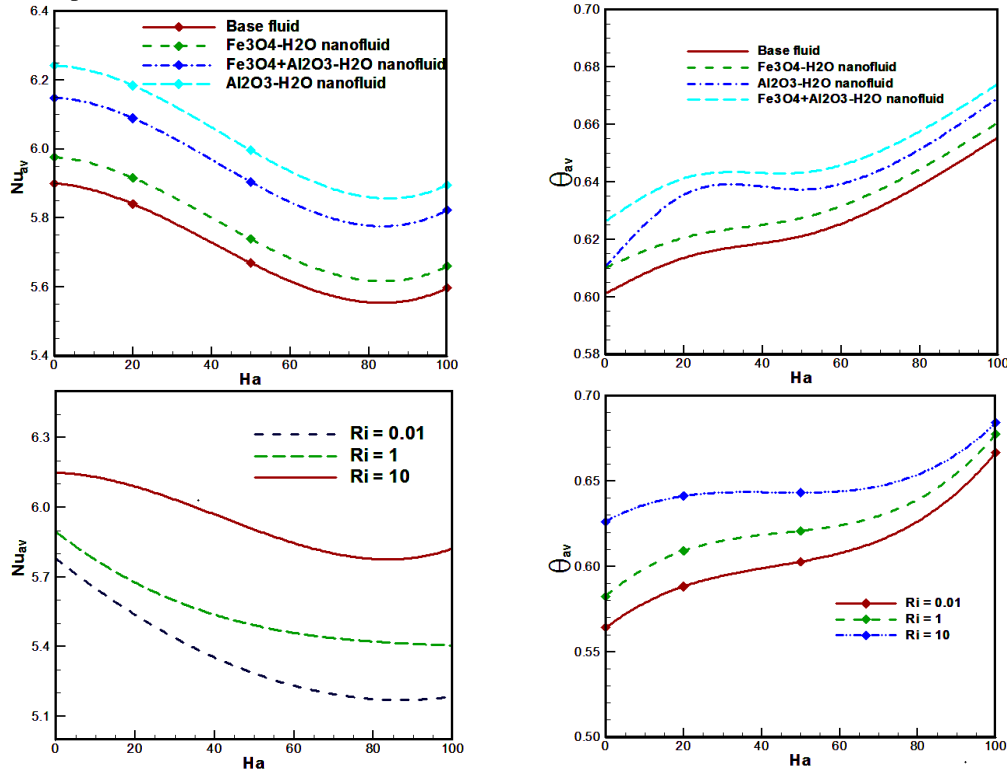 6.4
6.2
6.0
5.8
5.6
5.4
Nu av
0
20
40
60
80
100
Ha
Base fluid
Fe3O4-H2O nanofluid
Fe3O4+Al2O3-H2O nanofluid
Al2O3-H2O nanofluid
0.70
0.68
0.66
0.64
0.62
0.60
0.58
θav
0
20
40
60
80
100
Ha
Base fluid
Fe3O4-H2O nanofluid
Al2O3-H2O nanofluid
Fe3O4+Al2O3-H2O nanofluid
6.3
6.0
5.7
5.4
5.1
Nu av
0
20
40
60
80
100
Ha
Ri = 0.01
Ri = 1
Ri = 10
0.70
0.65
0.60
0.55
0.50
θav
0
20
40
60
80
100
Ha
Ri = 0.01
Ri = 1
Ri = 10